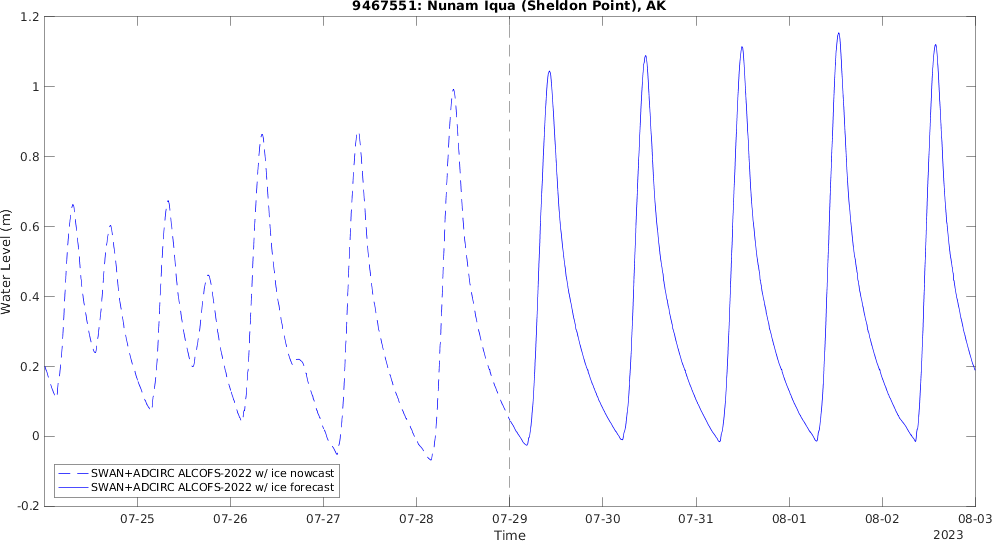 9467551: Nunam Iqua (Sheldon Point), AK
1.2
1
0.8
0.6
0.4
0.2
0
-0.2
Water Level (m)
SWAN+ADCIRC ALCOFS-2022 w/ ice nowcast
SWAN+ADCIRC ALCOFS-2022 w/ ice forecast
07-25 07-26 07-27 07-28 07-29 07-30 07-31 08-01 08-02 08-03
Time
2023